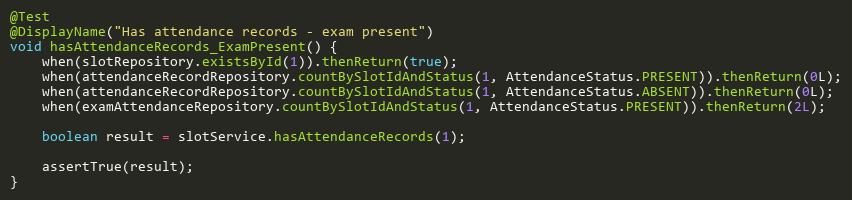 @Test
@DisplayName("Has attendance records - exam present")
void hasAttendanceRecords_ExamPresent() {
    when(slotRepository.existsById(1)).thenReturn(true);
    when(attendanceRecordRepository.countBySlotIdAndStatus(1, AttendanceStatus.PRESENT)).thenReturn(0L);
    when(attendanceRecordRepository.countBySlotIdAndStatus(1, AttendanceStatus.ABSENT)).thenReturn(0L);
    when(examAttendanceRepository.countBySlotIdAndStatus(1, AttendanceStatus.PRESENT)).thenReturn(2L);

    boolean result = slotService.hasAttendanceRecords(1);

    assertTrue(result);
}